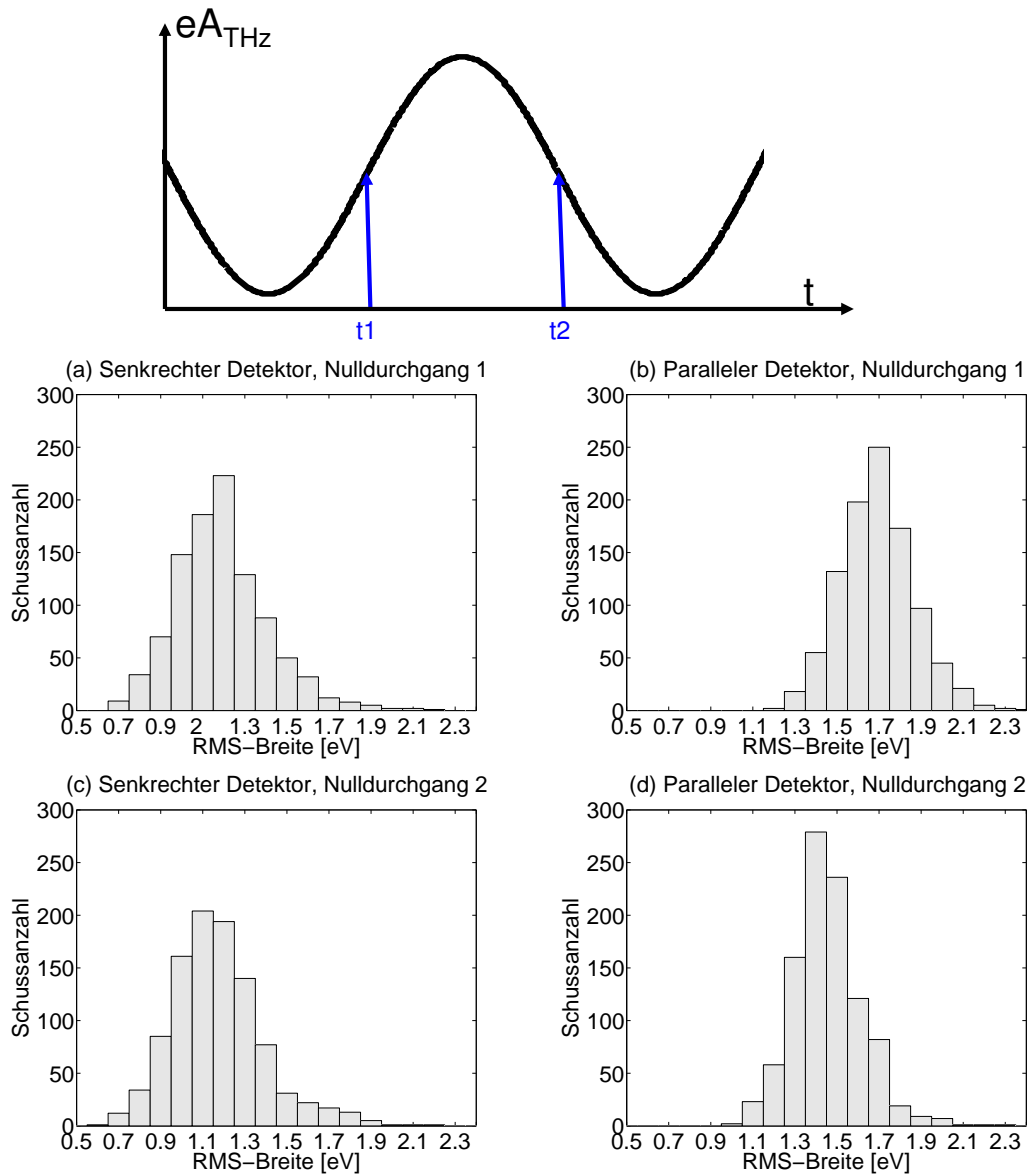 eA_THz
t
t1 t2
(a) Senkrechter Detektor, Nulldurchgang 1
300
250
200
150
100
50
0
Schussanzahl
0.5 0.7 0.9 2 1.3 1.5 1.7 1.9 2.1 2.3
RMS−Breite [eV]
(b) Paralleler Detektor, Nulldurchgang 1
300
250
200
150
100
50
0
Schussanzahl
0.5 0.7 0.9 1.1 1.3 1.5 1.7 1.9 2.1 2.3
RMS−Breite [eV]
(c) Senkrechter Detektor, Nulldurchgang 2
300
250
200
150
100
50
0
Schussanzahl
0.5 0.7 0.9 1.1 1.3 1.5 1.7 1.9 2.1 2.3
RMS−Breite [eV]
(d) Paralleler Detektor, Nulldurchgang 2
300
250
200
150
100
50
0
Schussanzahl
0.5 0.7 0.9 1.1 1.3 1.5 1.7 1.9 2.1 2.3
RMS−Breite [eV]